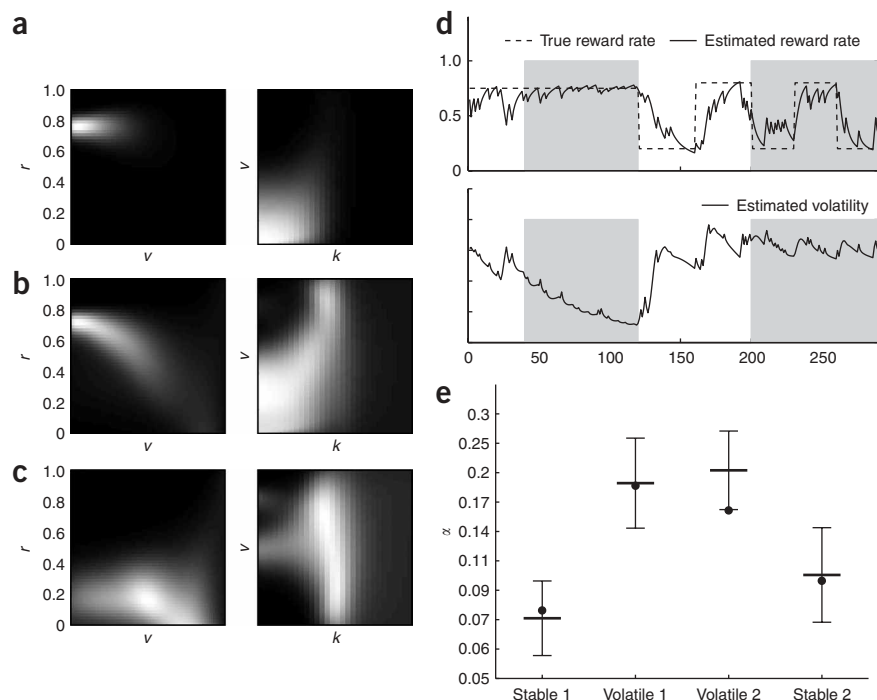 a
1.0
0.8
0.6
0.4
0.2
0
r
v
v
k
b
1.0
0.8
0.6
0.4
0.2
0
r
v
v
k
c
1.0
0.8
0.6
0.4
0.2
0
r
v
v
k
d
True reward rate
Estimated reward rate
1.0
0.5
0
Estimated volatility
0 50 100 150 200 250
e
0.3
0.25
0.2
0.17
0.14
0.11
0.09
0.07
0.06
0.05
α
Stable 1 Volatile 1 Volatile 2 Stable 2